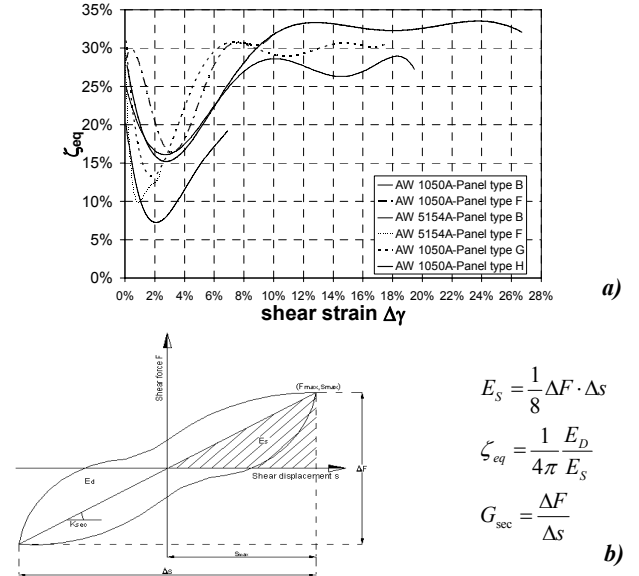 35%
30%
25%
20%
15%
10%
5%
0%
ζeq
AW 1050A-Panel type B
AW 1050A-Panel type F
AW 5154A-Panel type B
AW 5154A-Panel type F
AW 1050A-Panel type G
AW 1050A-Panel type H
0% 2% 4% 6% 8% 10% 12% 14% 16% 18% 20% 22% 24% 26% 28%
shear strain Δγ
a)
Shear force F
(Fmax,Smax)
Es
Shear displacement s
Ed
ΔF
Ksec
Smax
Δs
E_S = 1/8 ΔF · Δs
ζ_eq = 1/4π E_D/E_S
G_sec = ΔF/Δs
b)